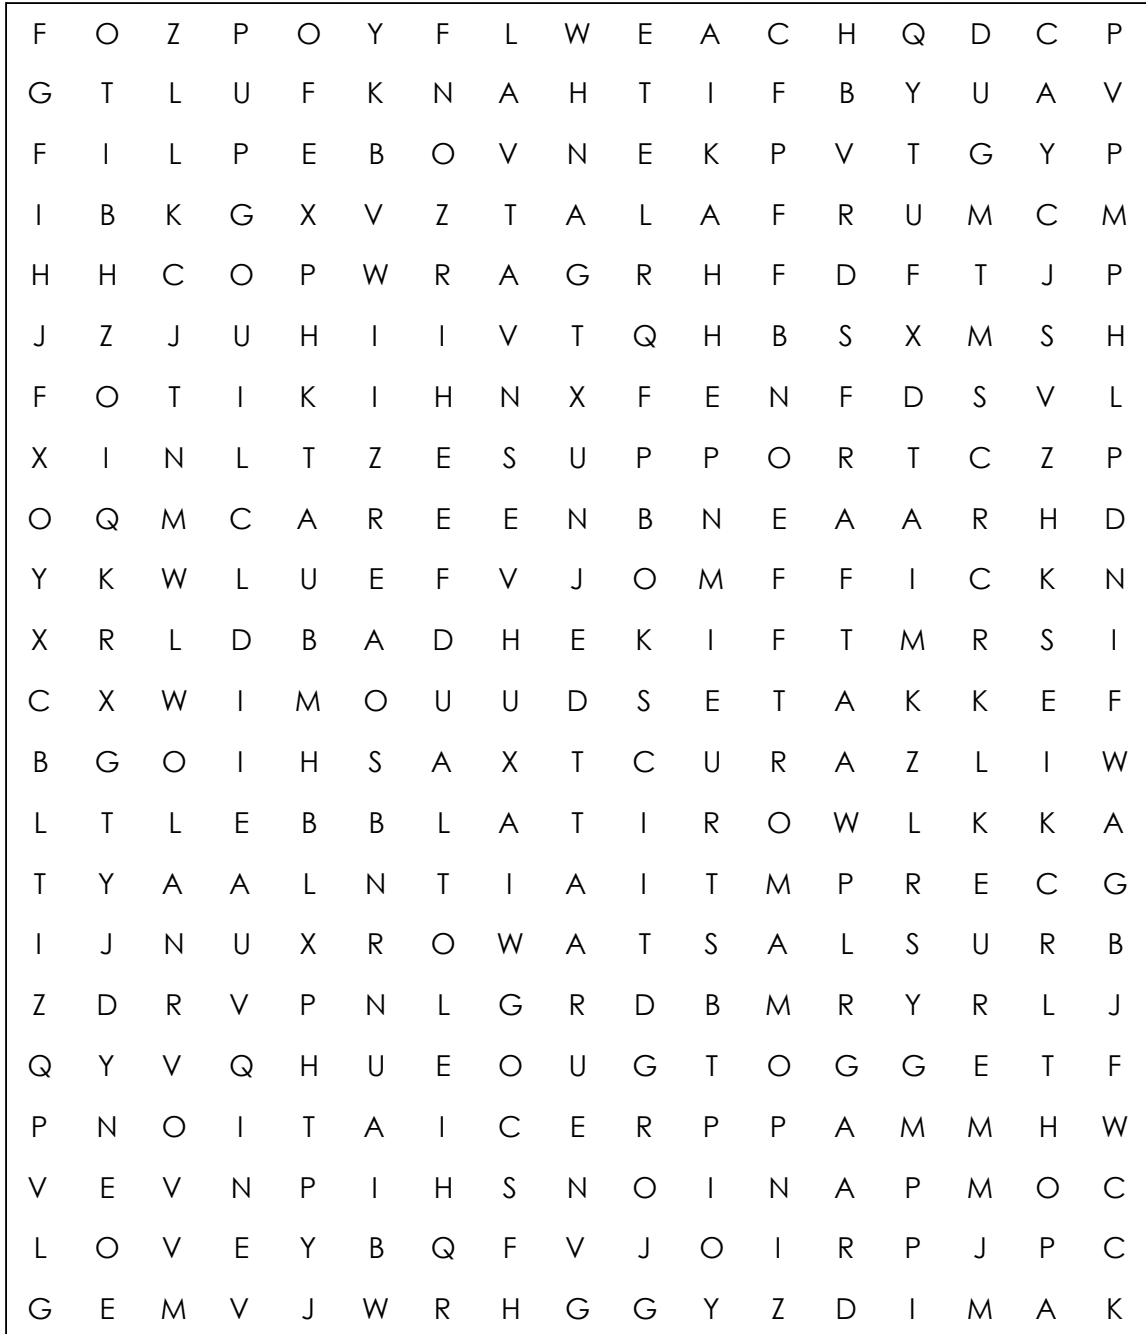 F O Z P O Y F L W E A C H Q D C P
G T L U F K N A H T I F B Y U A V
F I L P E B O V N E K P V T G Y P
I B K G X V Z T A L A F R U M C M
H H C O P W R A G R H F D F T J P
J Z J U H I I V T Q H B S X M S H
F O T I K I H N X F E N F D S V L
X I N L T Z E S U P P O R T C Z P
O Q M C A R E E N B N E A A R H D
Y K W L U E F V J O M F F I C K N
X R L D B A D H E K I F T M R S I
C X W I M O U U D S E T A K K E F
B G O I H S A X T C U R A Z L I W
L T L E B B L A T I R O W L K K A
T Y A A L N T I A I T M P R E C G
I J N U X R O W A T S A L S U R B
Z D R V P N L G R D B M R Y R L J
Q Y V Q H U E O U G T O G G E T F
P N O I T A I C E R P P A M M H W
V E V N P I H S N O I N A P M O C
L O V E Y B Q F V J O I R P J P C
G E M V J W R H G G Y Z D I M A K